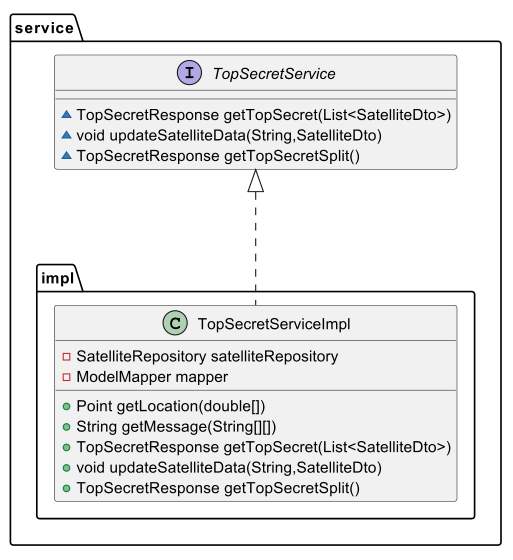 service
I TopSecretService
TopSecretResponse getTopSecret(List<SatelliteDto>)
void updateSatelliteData(String,SatelliteDto)
TopSecretResponse getTopSecretSplit()
impl
C TopSecretServiceImpl
SatelliteRepository satelliteRepository
ModelMapper mapper
Point getLocation(double[])
String getMessage(String[][])
TopSecretResponse getTopSecret(List<SatelliteDto>)
void updateSatelliteData(String,SatelliteDto)
TopSecretResponse getTopSecretSplit()